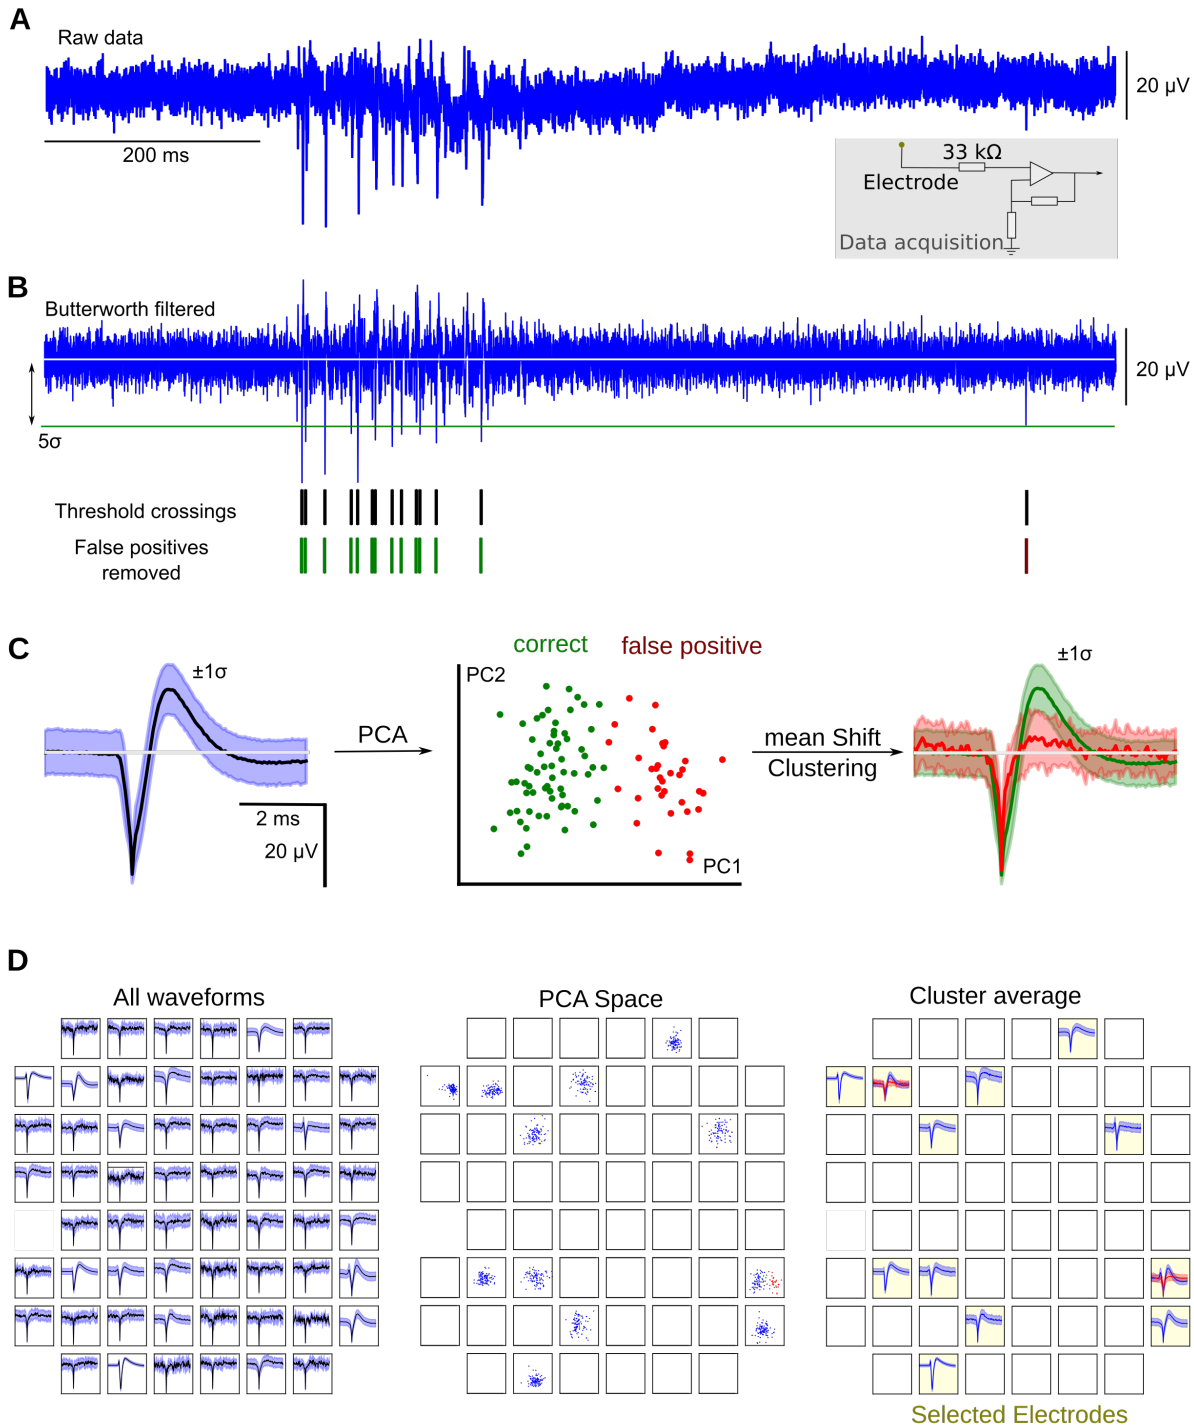 A
Raw data
20 µV
200 ms
33 kΩ
Electrode
Data acquisition
B
Butterworth filtered
20 µV
5σ
Threshold crossings
False positives
removed
C
correct
false positive
±1σ
PC2
±1σ
PCA
mean Shift
Clustering
2 ms
20 µV
PC1
D
All waveforms
PCA Space
Cluster average
Selected Electrodes